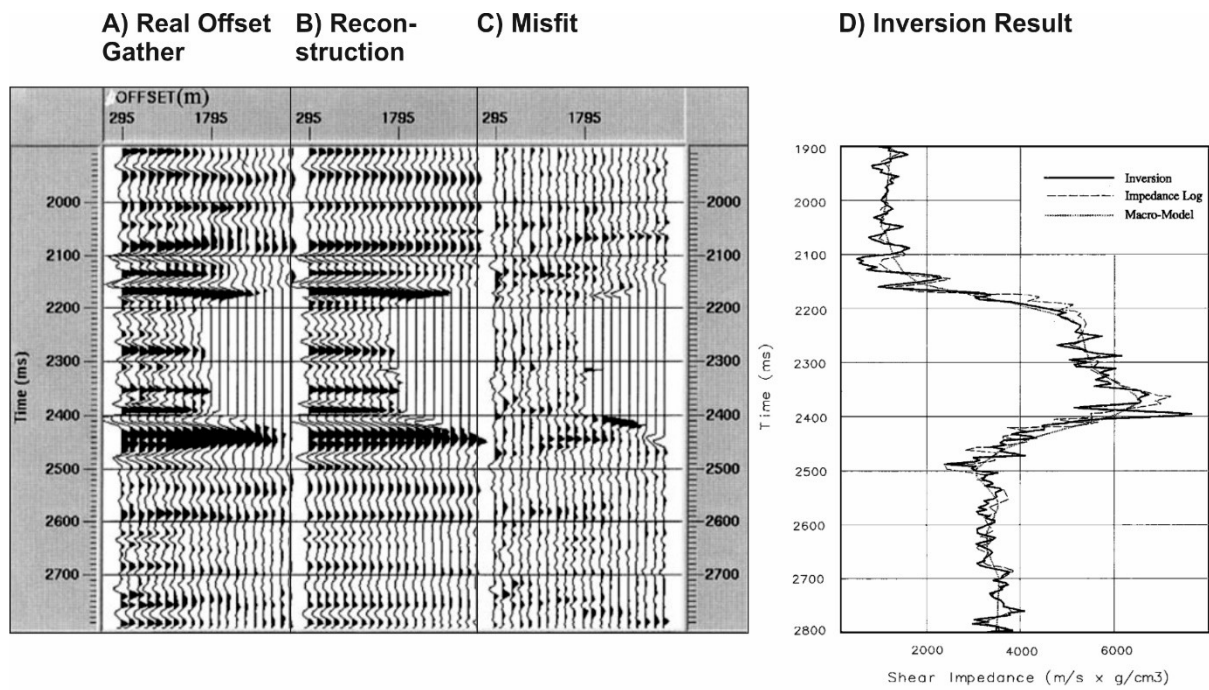 A) Real Offset
Gather
B) Recon-
struction
C) Misfit
D) Inversion Result
OFFSET(m)
295 1795 295 1795 295 1795
Time (ms)
2000
2100
2200
2300
2400
2500
2600
2700
2000
2100
2200
2300
2400
2500
2600
2700
Time (ms)
1900
2000
2100
2200
2300
2400
2500
2600
2700
2800
Inversion
Impedance Log
Macro-Model
2000 4000 6000
Shear Impedance (m/s x g/cm3)